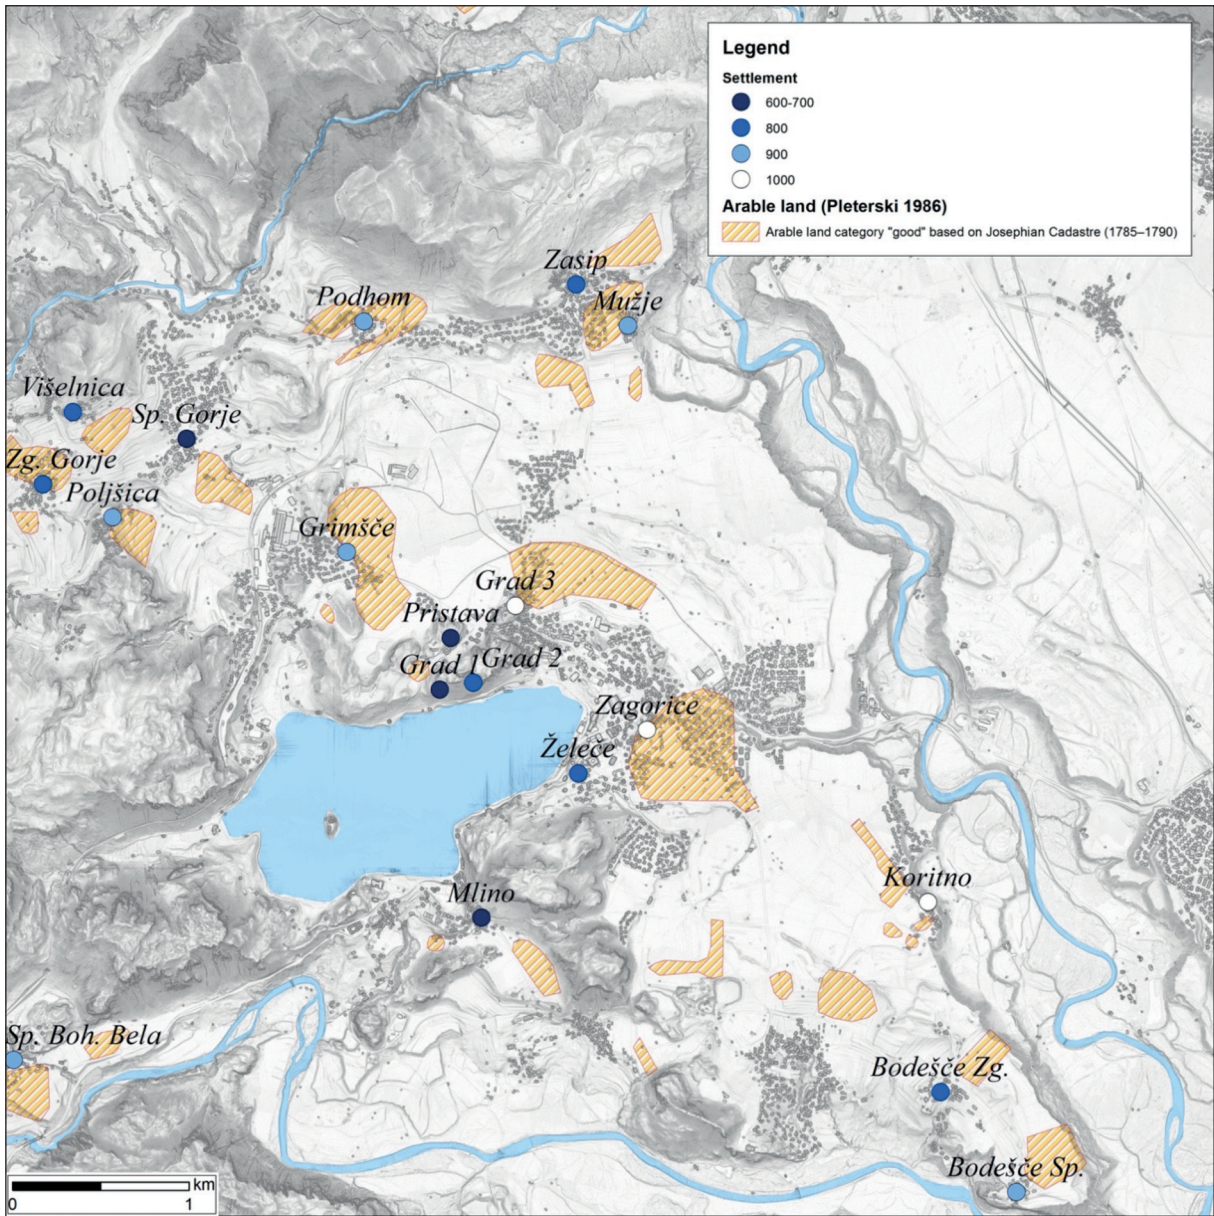 Legend
Settlement
600-700
800
900
1000
Arable land (Pleterski 1986)
Arable land category "good" based on Josephian Cadastre (1785–1790)
Zasip
Podhom
Mužje
Višelnica
Sp. Gorje
Zg. Gorje
Poljšica
Grimšče
Grad 3
Pristava
Grad 1
Grad 2
Zagorice
Želeče
Koritno
Mlino
Sp. Boh. Bela
Bodešče Zg.
Bodešče Sp.
km
0 1